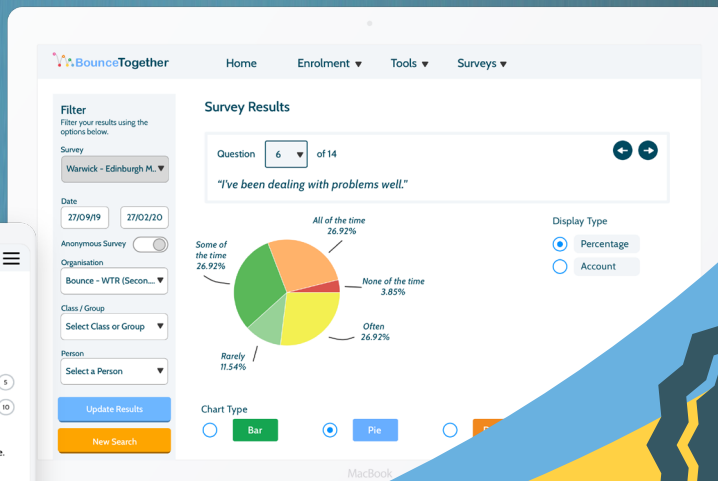 BounceTogether
Home Enrolment Tools Surveys
Filter
Filter your results using the
options below.
Survey
Warwick - Edinburgh M..
Date
27/09/19 27/02/20
Anonymous Survey
Organisation
Bounce - WTR (Secon....
Class / Group
Select Class or Group
Person
Select a Person
Update Results
New Search
Survey Results
Question 6 of 14
“I've been dealing with problems well.”
All of the time
26.92%
Some of
the time
26.92%
None of the time
3.85%
Often
26.92%
Rarely
11.54%
Display Type
Percentage
Account
Chart Type
Bar
Pie
5
10
MacBook